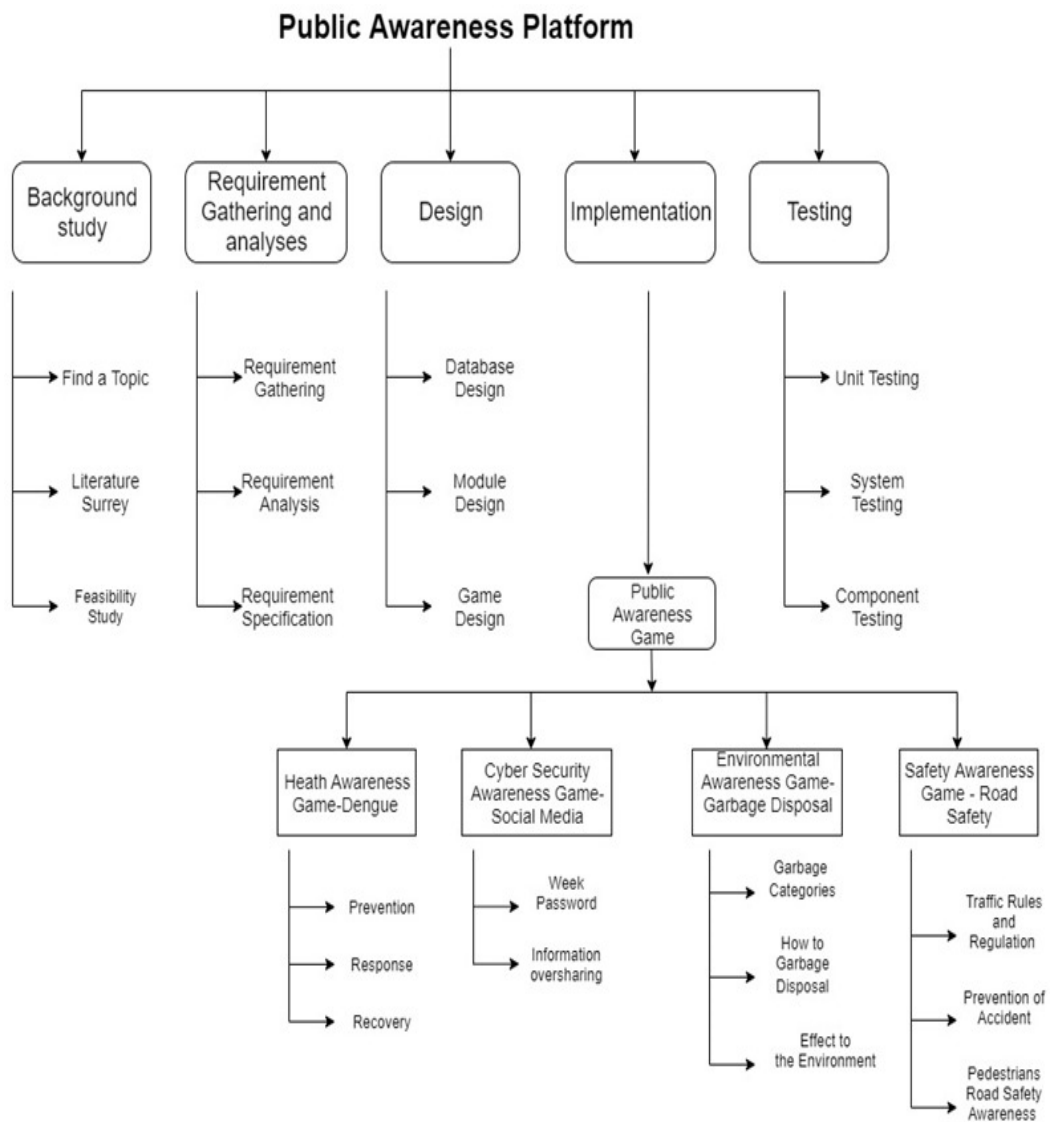 Public Awareness Platform
Background
study
Requirement
Gathering and
analyses
Design
Implementation
Testing
Find a Topic
Literature
Surrey
Feasibility
Study
Requirement
Gathering
Requirement
Analysis
Requirement
Specification
Database
Design
Module
Design
Game
Design
Unit Testing
System
Testing
Component
Testing
Public
Awareness
Game
Heath Awareness
Game-Dengue
Cyber Security
Awareness Game-
Social Media
Environmental
Awareness Game-
Garbage Disposal
Safety Awareness
Game - Road
Safety
Prevention
Response
Recovery
Week
Password
Information
oversharing
Garbage
Categories
How to
Garbage
Disposal
Effect to
the Environment
Traffic Rules
and
Regulation
Prevention of
Accident
Pedestrians
Road Safety
Awareness